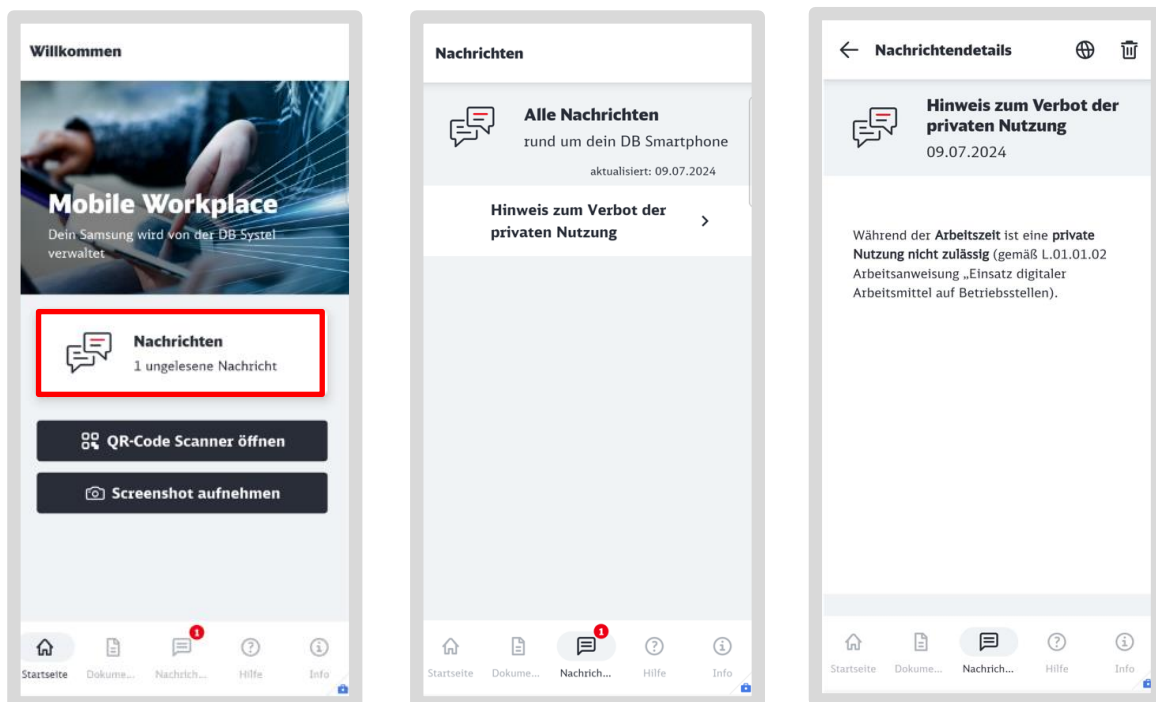 Willkommen
Mobile Workplace
Dein Samsung wird von der DB Systel
verwaltet
Nachrichten
1 ungelesene Nachricht
QR-Code Scanner öffnen
Screenshot aufnehmen
1
Startseite
Dokume...
Nachrich...
Hilfe
Info
Nachrichten
Alle Nachrichten
rund um dein DB Smartphone
aktualisiert: 09.07.2024
Hinweis zum Verbot der
privaten Nutzung
1
Startseite
Dokume...
Nachrich...
Hilfe
Info
Nachrichtendetails
Hinweis zum Verbot der
privaten Nutzung
09.07.2024
Während der Arbeitszeit ist eine private
Nutzung nicht zulässig (gemäß L.01.01.02
Arbeitsanweisung „Einsatz digitaler
Arbeitsmittel auf Betriebsstellen).
Startseite
Dokume...
Nachrich...
Hilfe
Info